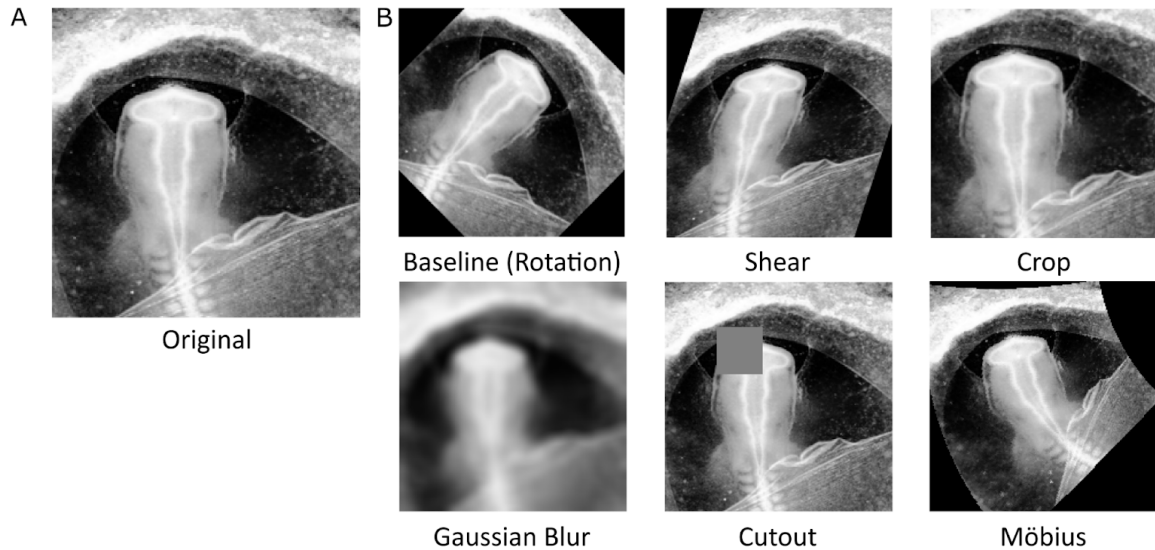 A
B
Original
Baseline (Rotation)
Shear
Crop
Gaussian Blur
Cutout
Möbius